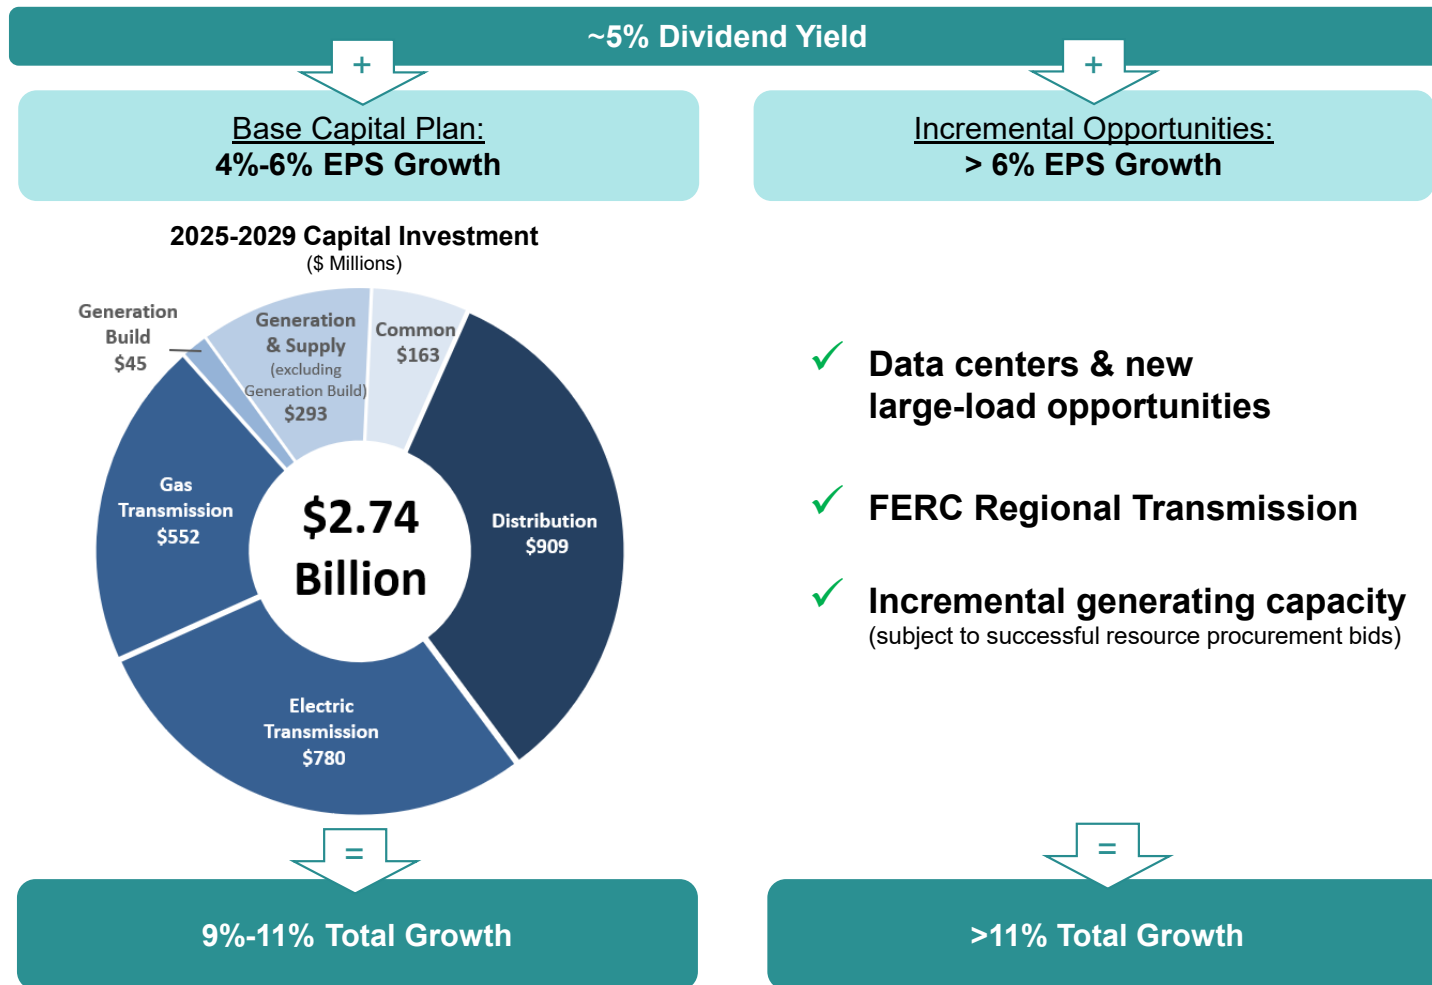 ~5% Dividend Yield
+
+
Base Capital Plan:
4%-6% EPS Growth
Incremental Opportunities:
> 6% EPS Growth
2025-2029 Capital Investment
($ Millions)
Generation
Build
$45
Generation
& Supply
(excluding
Generation Build)
$293
Common
$163
Gas
Transmission
$552
$2.74
Billion
Distribution
$909
Electric
Transmission
$780
✓ Data centers & new
large-load opportunities
✓ FERC Regional Transmission
✓ Incremental generating capacity
(subject to successful resource procurement bids)
=
=
9%-11% Total Growth
>11% Total Growth